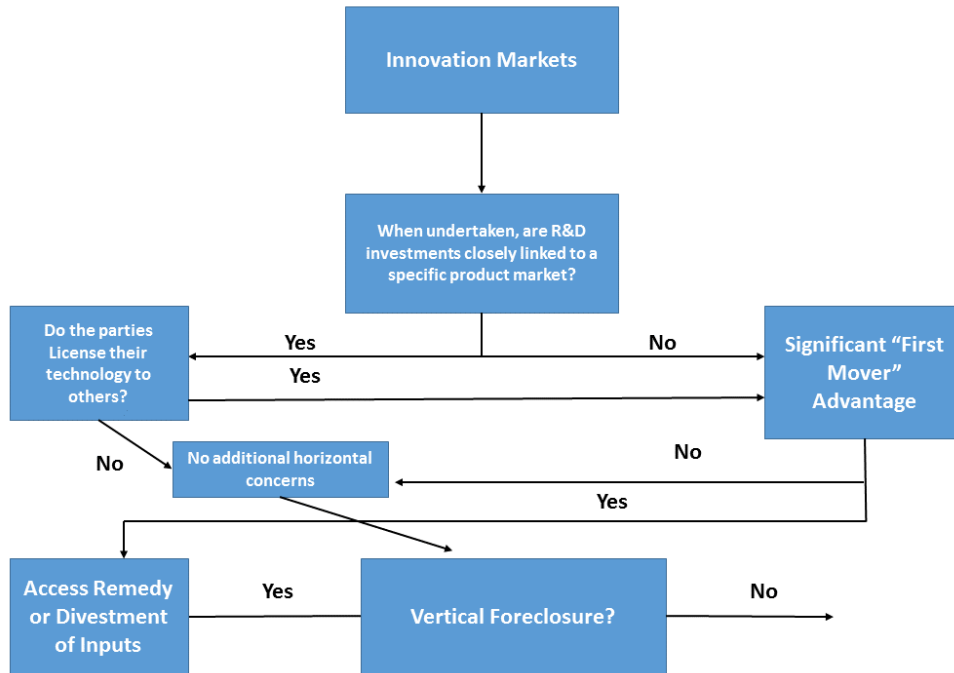 Innovation Markets
When undertaken, are R&D
investments closely linked to a
specific product market?
Do the parties
License their
technology to
others?
Yes
No
Yes
Significant “First
Mover”
Advantage
No
No additional horizontal
concerns
No
Yes
Access Remedy
or Divestment
of Inputs
Yes
Vertical Foreclosure?
No